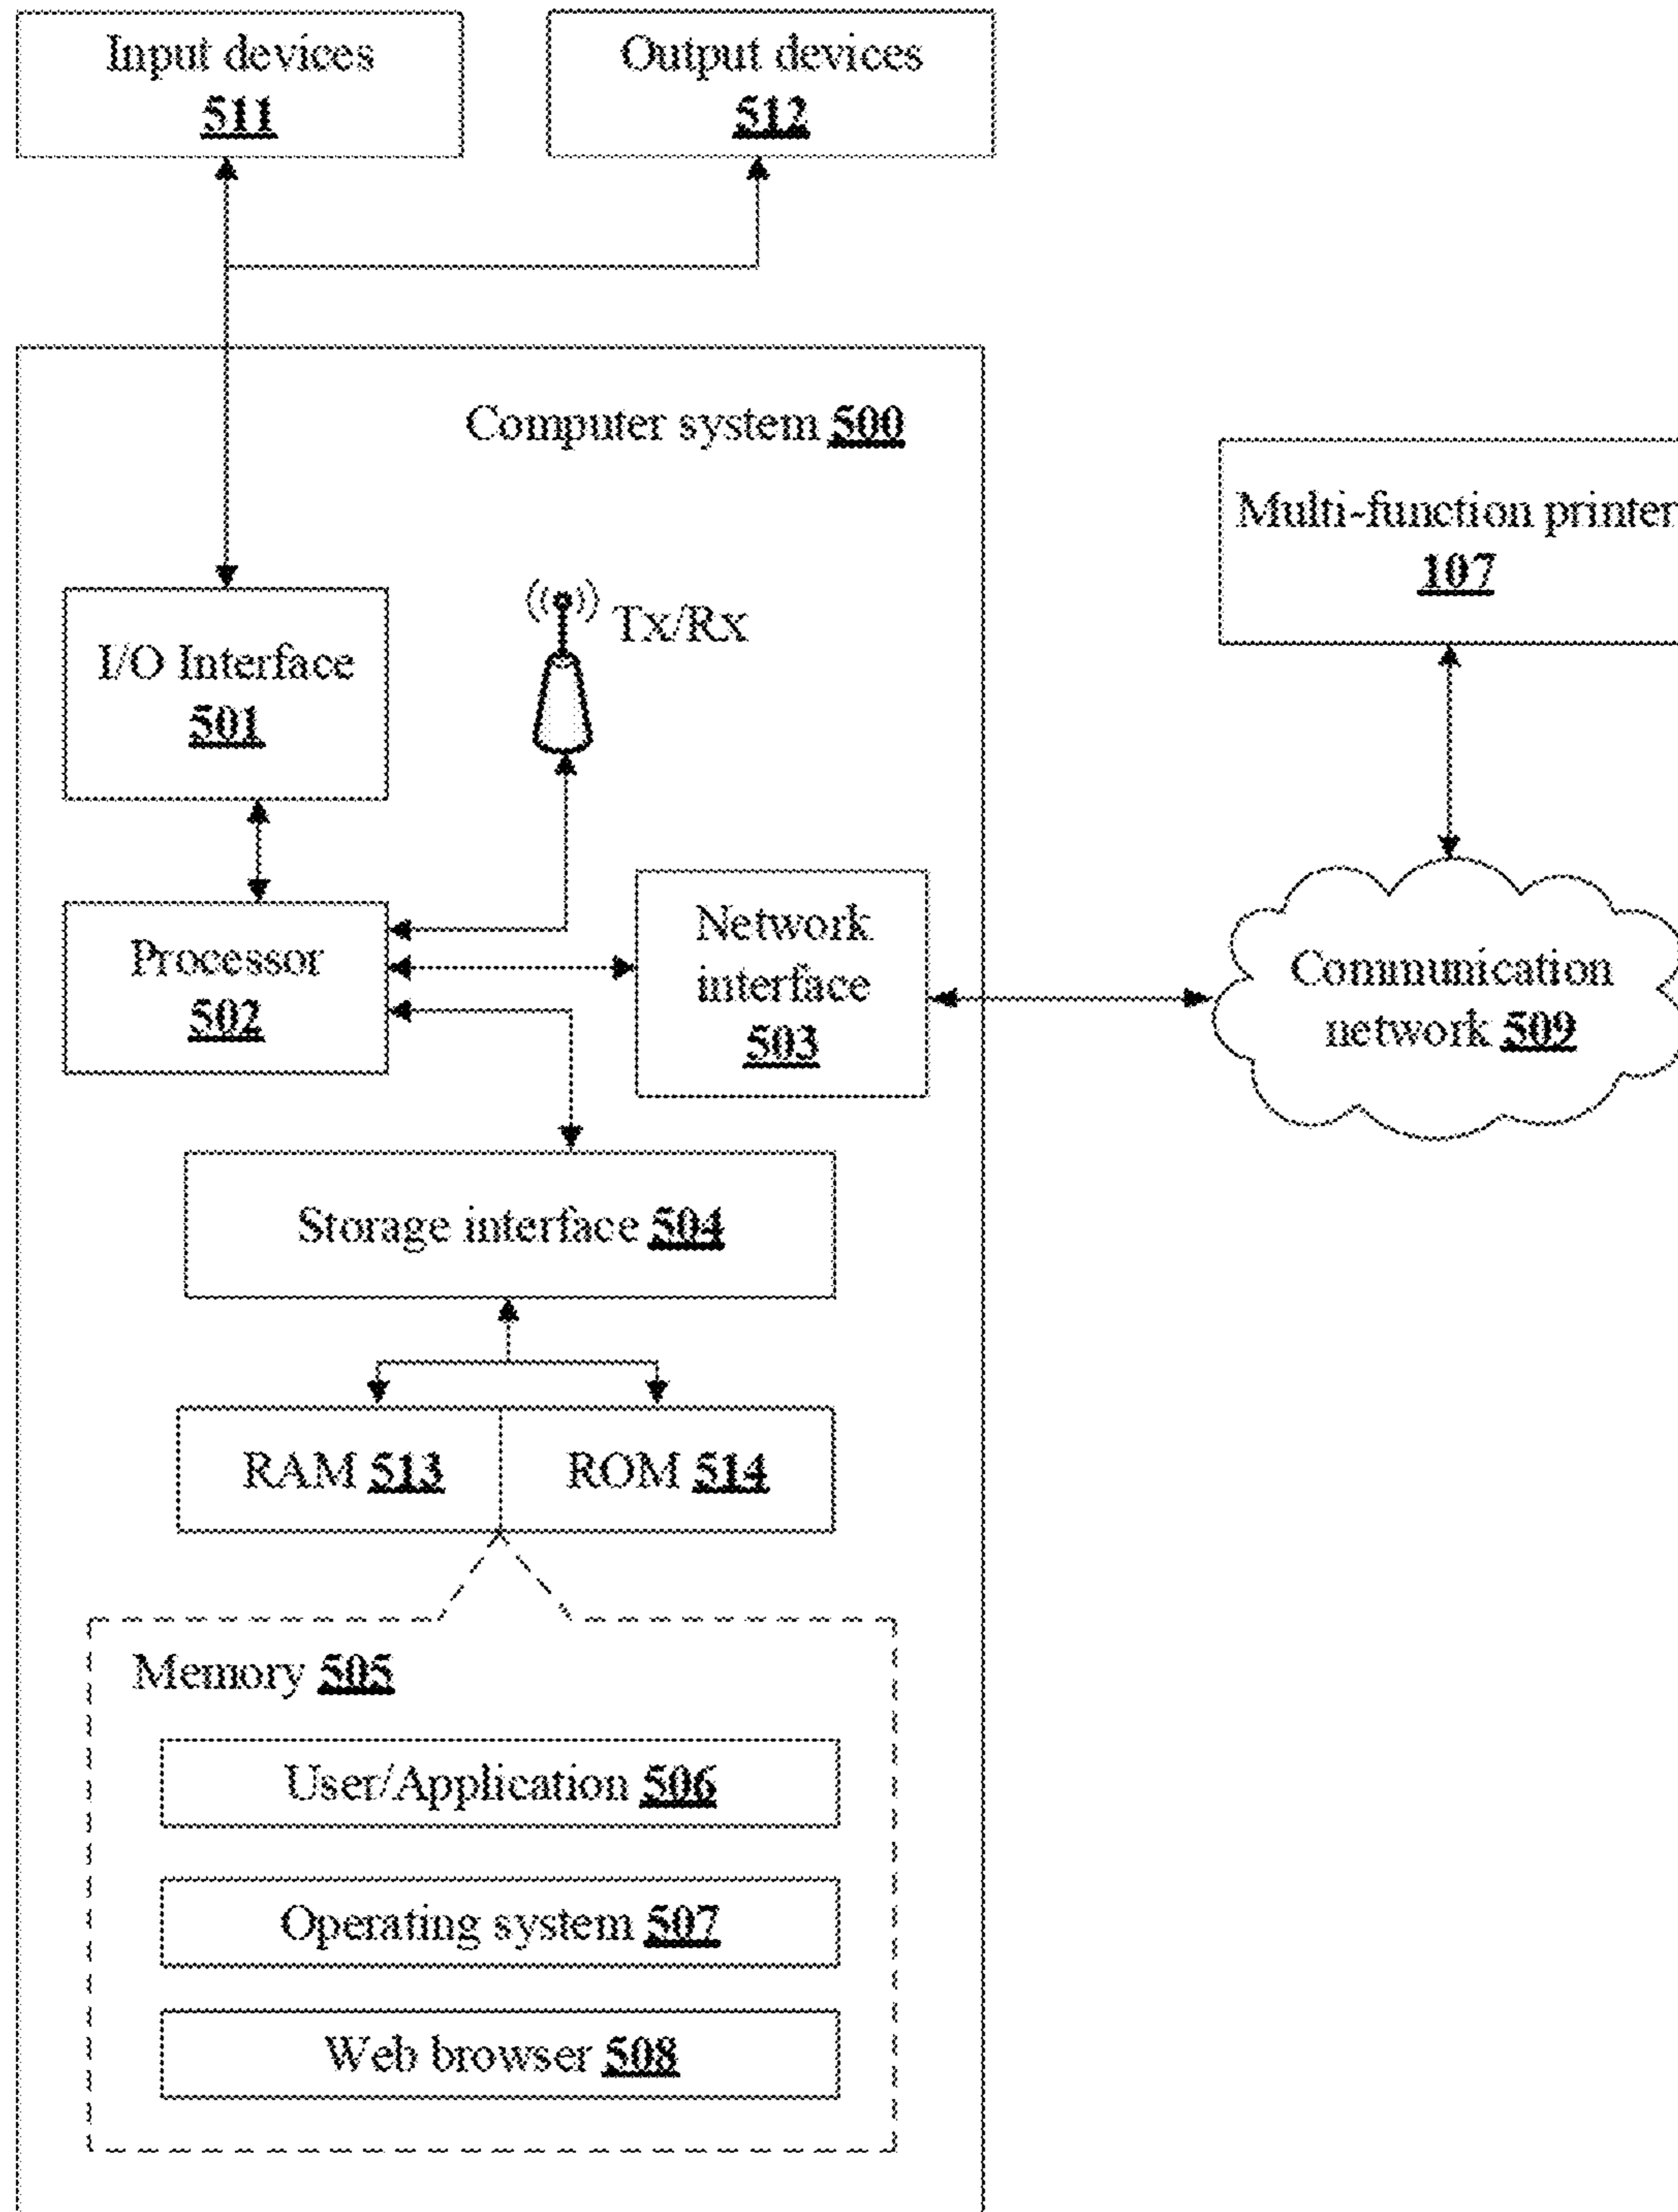 Input devices
511
Output devices
512
Computer system 500
Multi-function printer
107
I/O Interface
501
Tx/Rx
Processor
502
Network
interface
503
Communication
network 509
Storage interface 504
RAM 513
ROM 514
Memory 505
User/Application 506
Operating system 507
Web browser 508